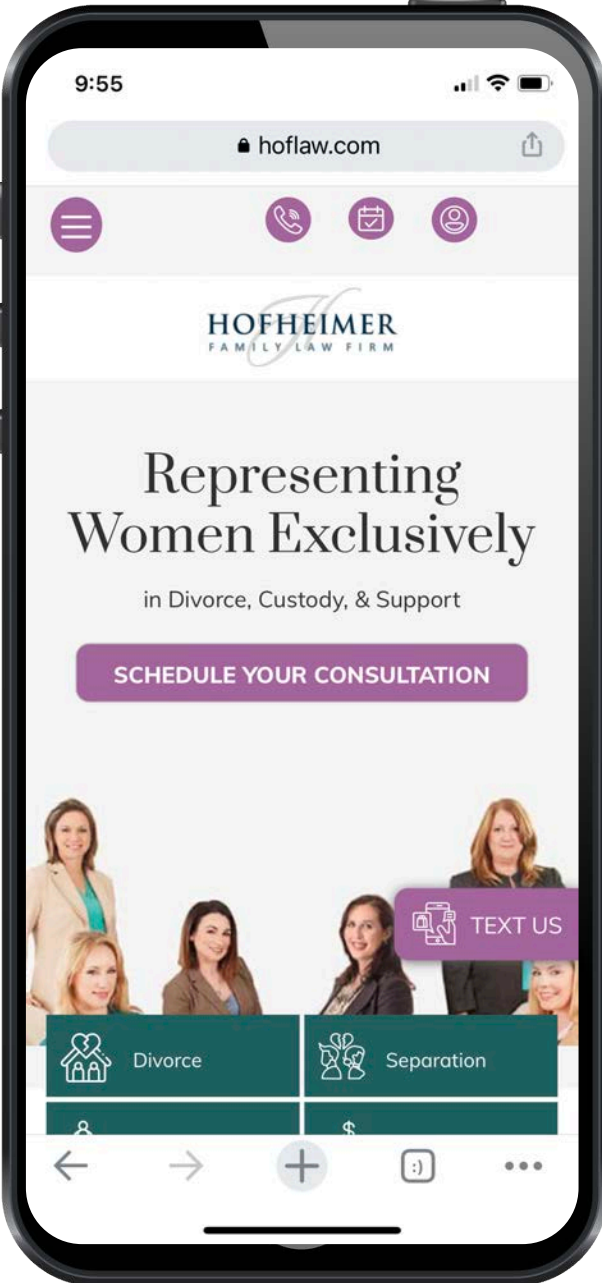 9:55
hoflaw.com
HOFHEIMER
FAMILY LAW FIRM
Representing
Women Exclusively
in Divorce, Custody, & Support
SCHEDULE YOUR CONSULTATION
TEXT US
Divorce
Separation
$
:)